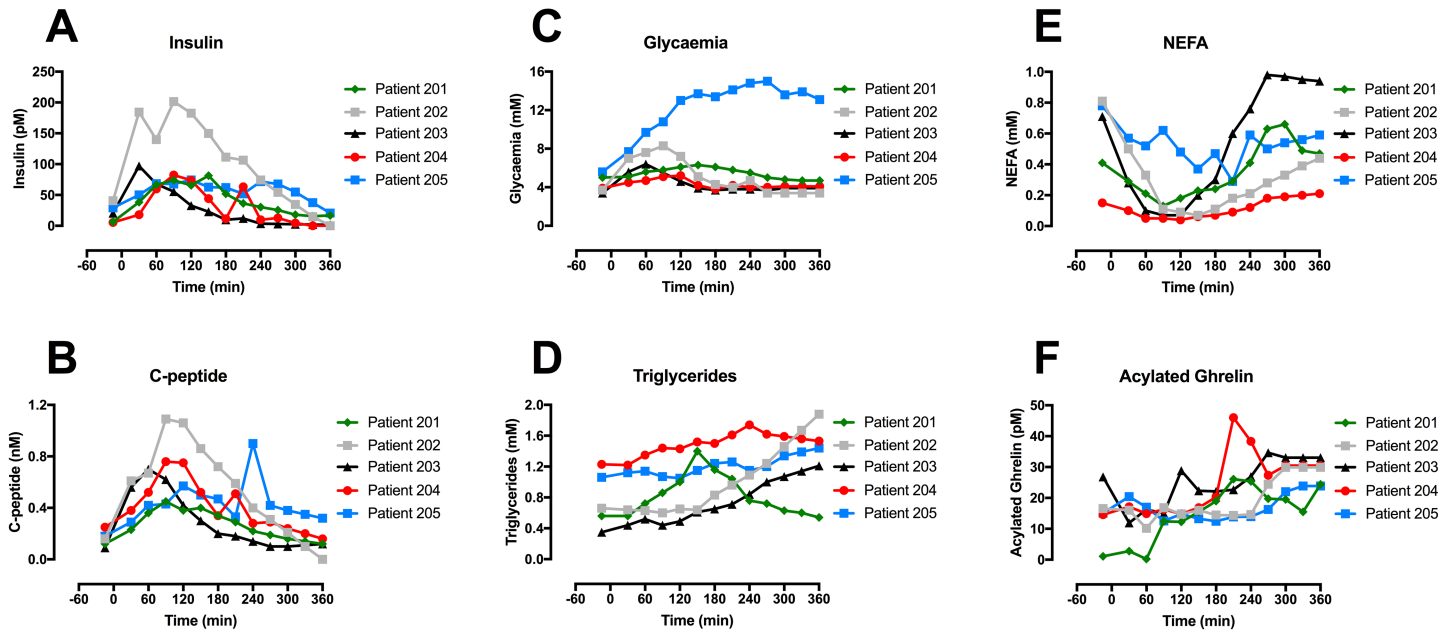 A
Insulin
Insulin (pM)
250
200
150
100
50
0
-60 0 60 120 180 240 300 360
Time (min)
Patient 201
Patient 202
Patient 203
Patient 204
Patient 205
C
Glycaemia
Glycaemia (mM)
16
12
8
4
0
-60 0 60 120 180 240 300 360
Time (min)
Patient 201
Patient 202
Patient 203
Patient 204
Patient 205
E
NEFA
NEFA (mM)
1.0
0.8
0.6
0.4
0.2
0.0
-60 0 60 120 180 240 300 360
Time (min)
Patient 201
Patient 202
Patient 203
Patient 204
Patient 205
B
C-peptide
C-peptide (nM)
1.2
0.8
0.4
0.0
-60 0 60 120 180 240 300 360
Time (min)
Patient 201
Patient 202
Patient 203
Patient 204
Patient 205
D
Triglycerides
Triglycerides (mM)
2.0
1.6
1.2
0.8
0.4
0.0
-60 0 60 120 180 240 300 360
Time (min)
Patient 201
Patient 202
Patient 203
Patient 204
Patient 205
F
Acylated Ghrelin
Acylated Ghrelin (pM)
50
40
30
20
10
0
-60 0 60 120 180 240 300 360
Time (min)
Patient 201
Patient 202
Patient 203
Patient 204
Patient 205